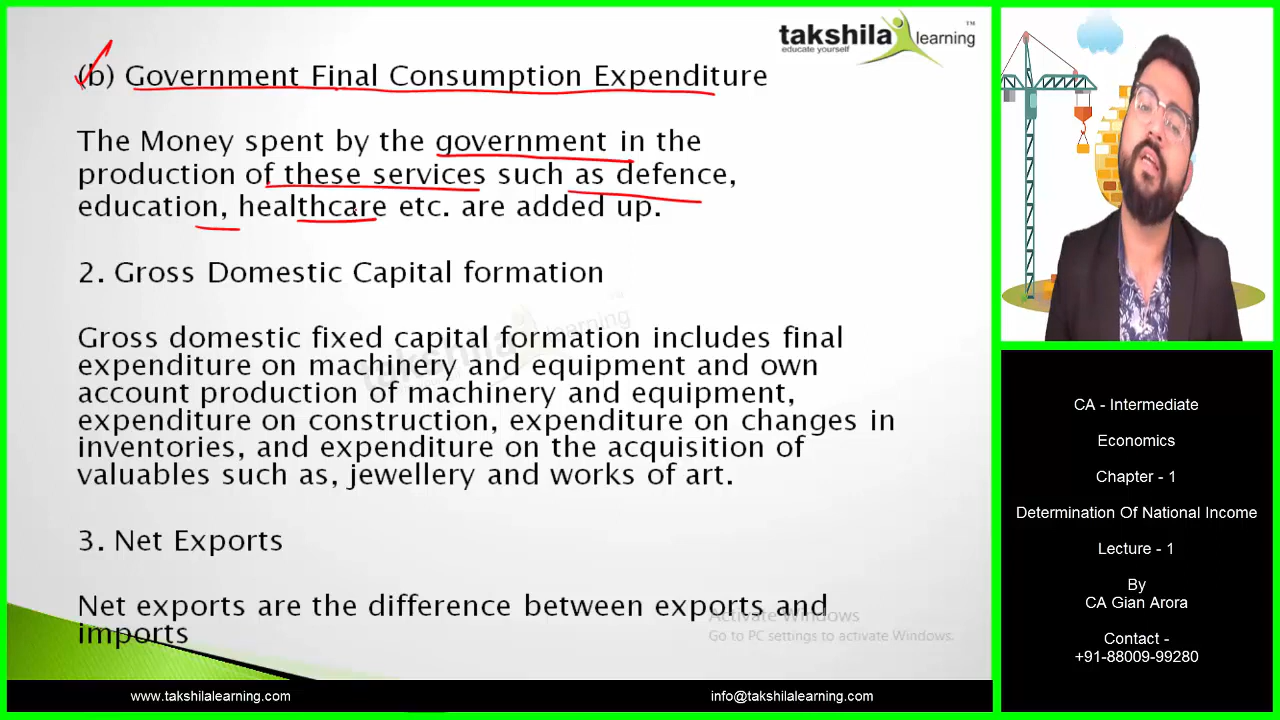 takshila learning ™
educate yourself
(b) Government Final Consumption Expenditure
The Money spent by the government in the
production of these services such as defence,
education, healthcare etc. are added up.
2. Gross Domestic Capital formation
takshila learning ™
Gross domestic fixed capital formation includes final
expenditure on machinery and equipment and own
account production of machinery and equipment,
expenditure on construction, expenditure on changes in
inventories, and expenditure on the acquisition of
valuables such as, jewellery and works of art.
3. Net Exports
Net exports are the difference between exports and
imports
Activate Windows
Go to PC settings to activate Windows.
CA - Intermediate
Economics
Chapter - 1
Determination Of National Income
Lecture - 1
By
CA Gian Arora
Contact -
+91-88009-99280
www.takshilalearning.com
info@takshilalearning.com